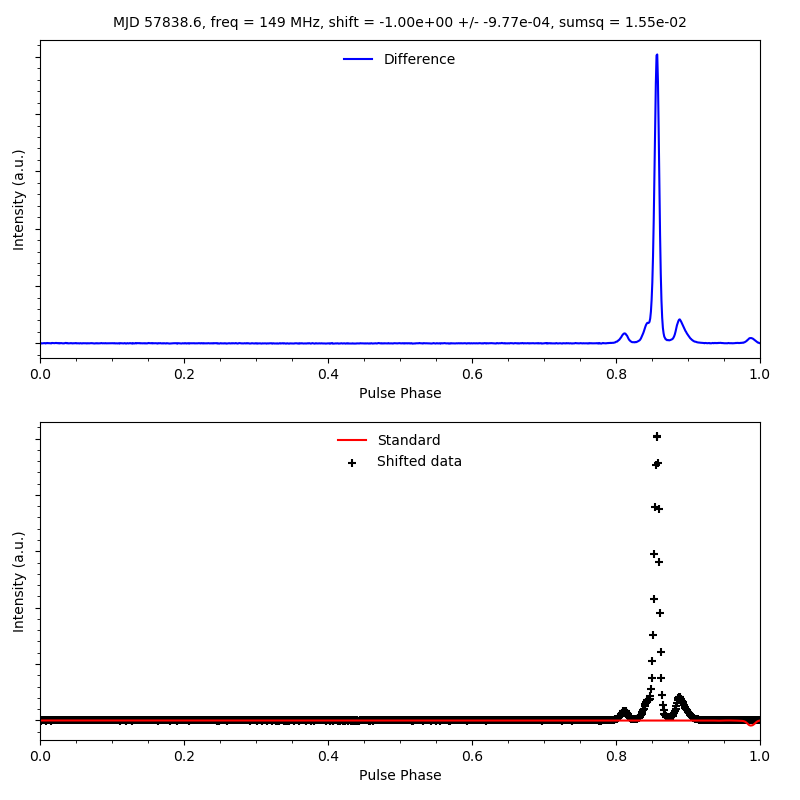 MJD 57838.6, freq = 149 MHz, shift = -1.00e+00 +/- -9.77e-04, sumsq = 1.55e-02
Difference
Intensity (a.u.)
0.0 0.2 0.4 0.6 0.8 1.0
Pulse Phase
Standard
Shifted data
Intensity (a.u.)
0.0 0.2 0.4 0.6 0.8 1.0
Pulse Phase